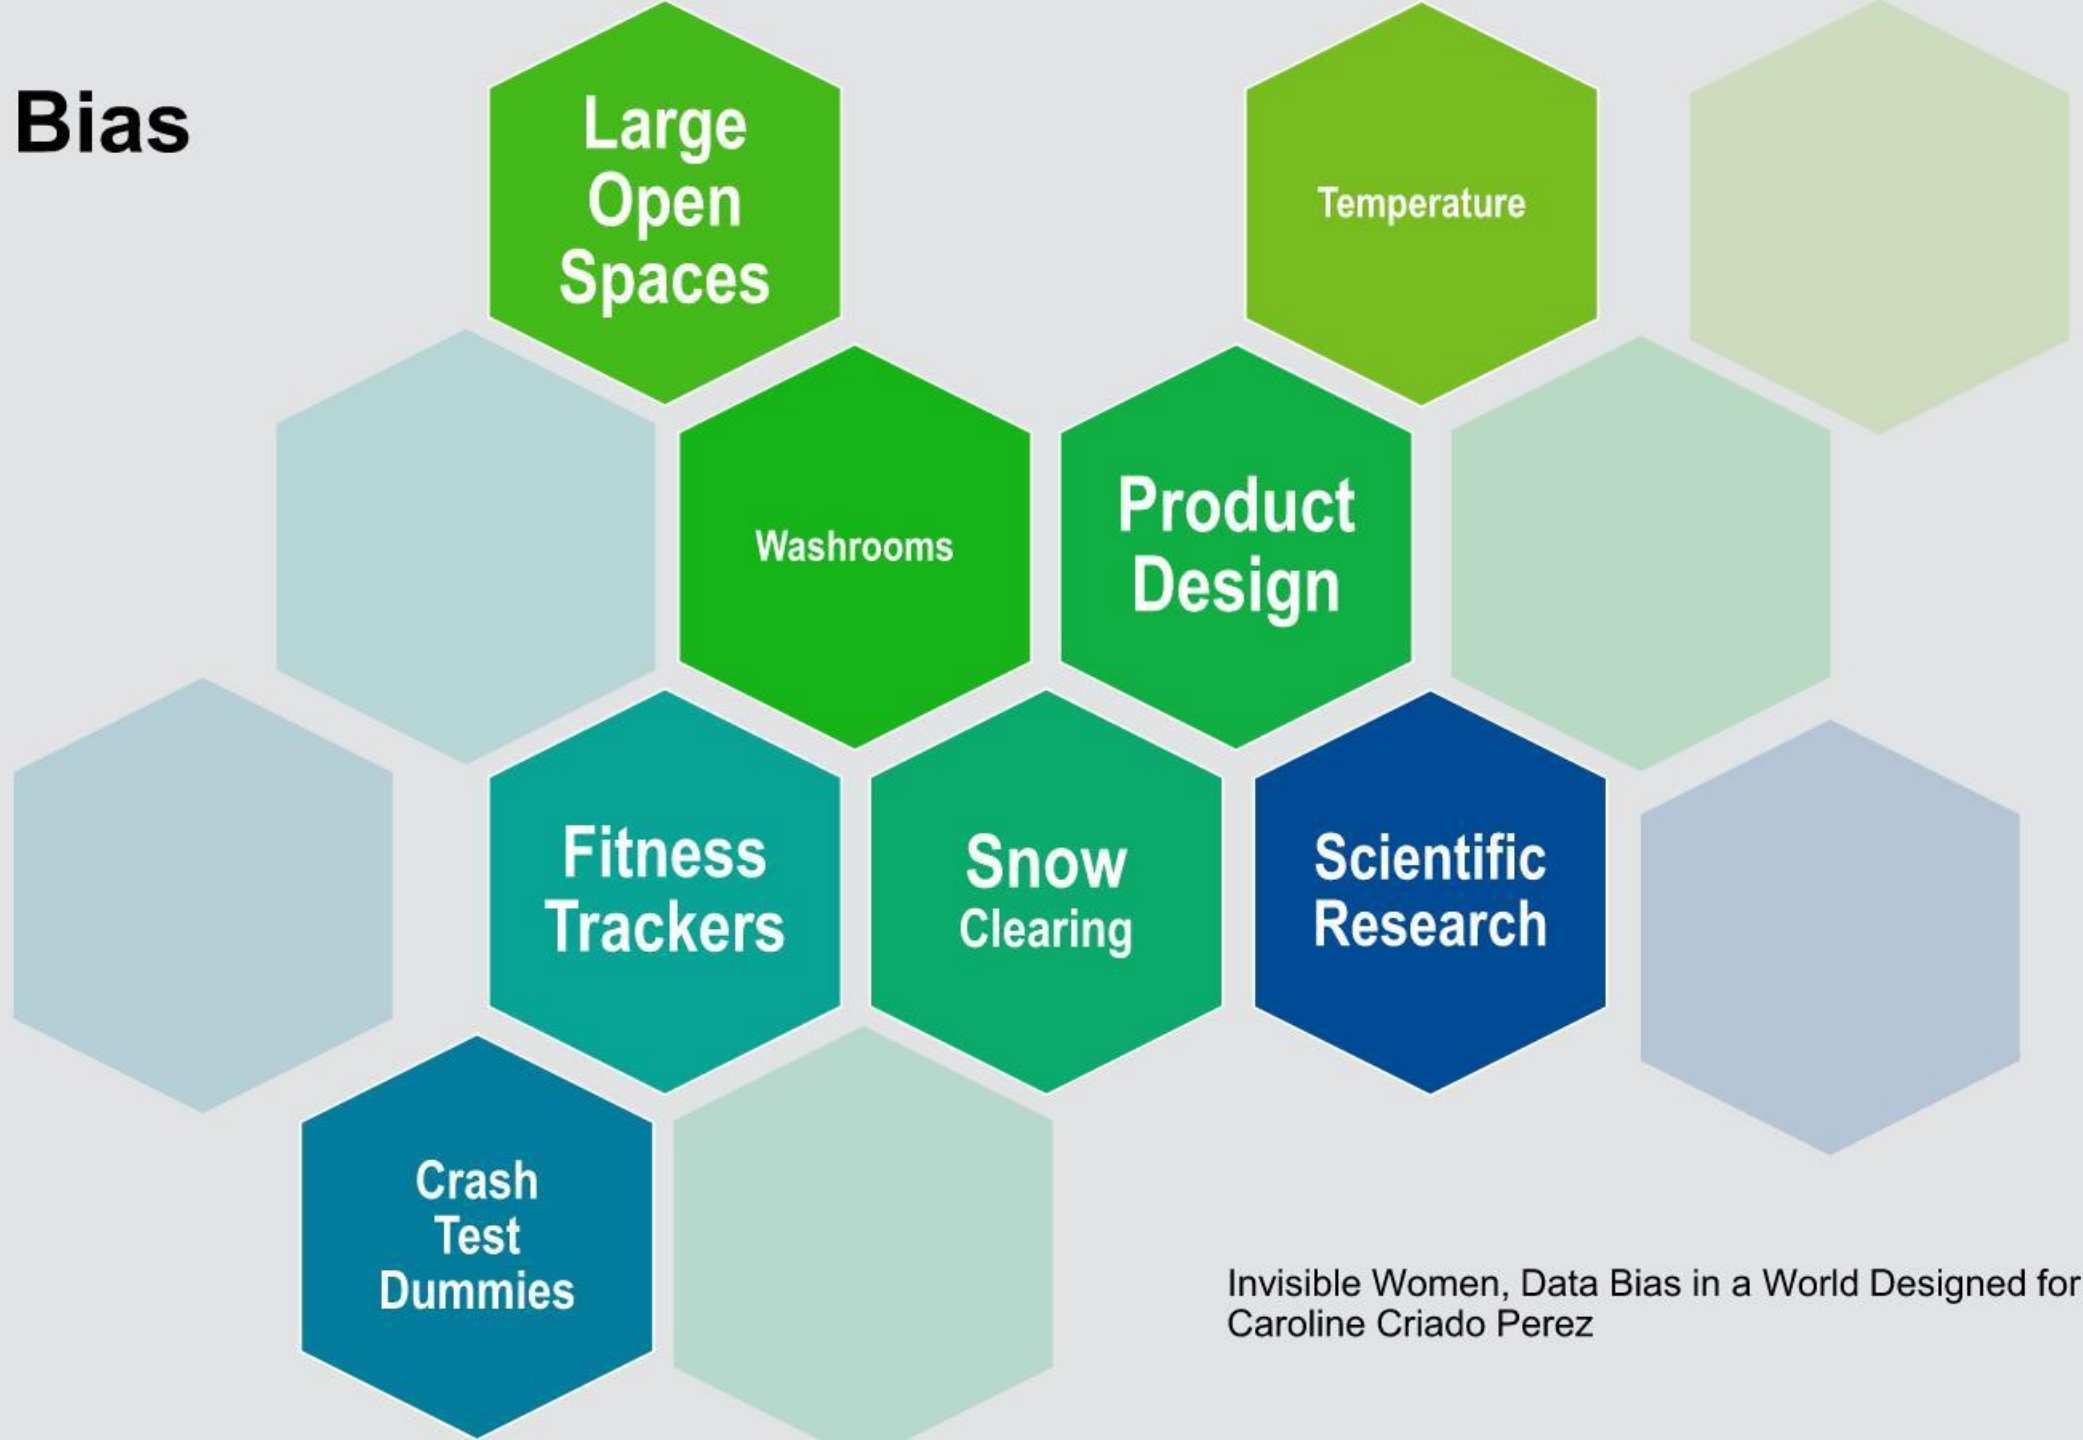 Bias
Large
Open
Spaces
Temperature
Washrooms
Product
Design
Fitness
Trackers
Snow
Clearing
Scientific
Research
Crash
Test
Dummies
Invisible Women, Data Bias in a World Designed for
Caroline Criado Perez